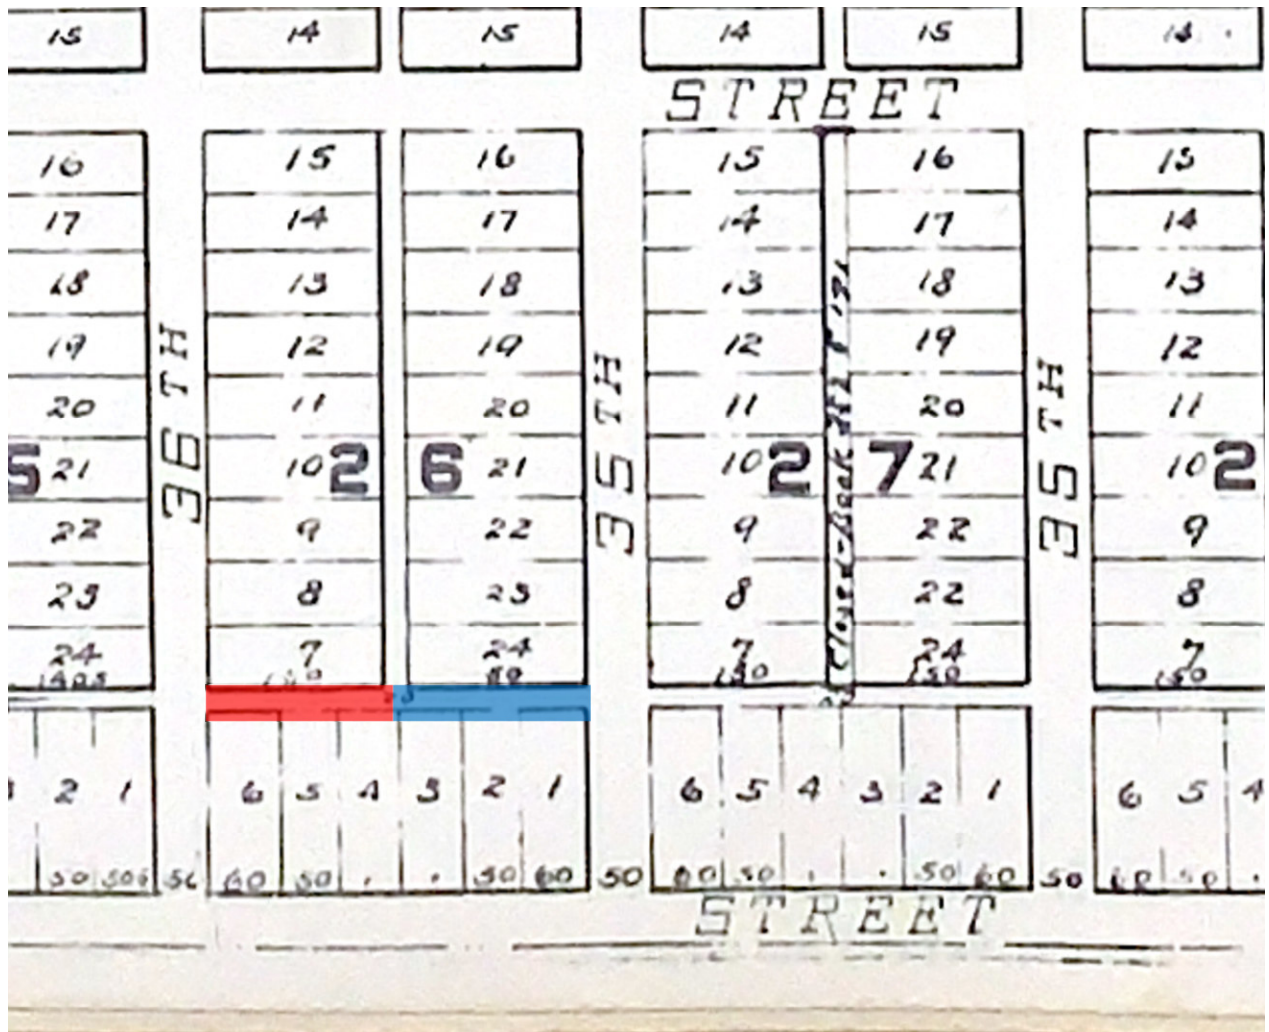 15 14 15 14 15 14
STREET
16 15 16 15 16 15
17 14 17 14 17 14
18 13 18 13 18 13
19 12 19 12 19 12
20 11 20 11 20 11
36TH
35TH
35TH
5 21 10 2 6 21 10 2 7 21 10 2
22 9 22 9 22 9
23 8 23 8 22 8
24 7 24 7 24 7
150 150 150
Closed-Book
2 1 6 5 4 3 2 1 6 5 4 3 2 1 6 5 4
50 60 50 50 60 50 60 50 50 60 50 60 50
STREET